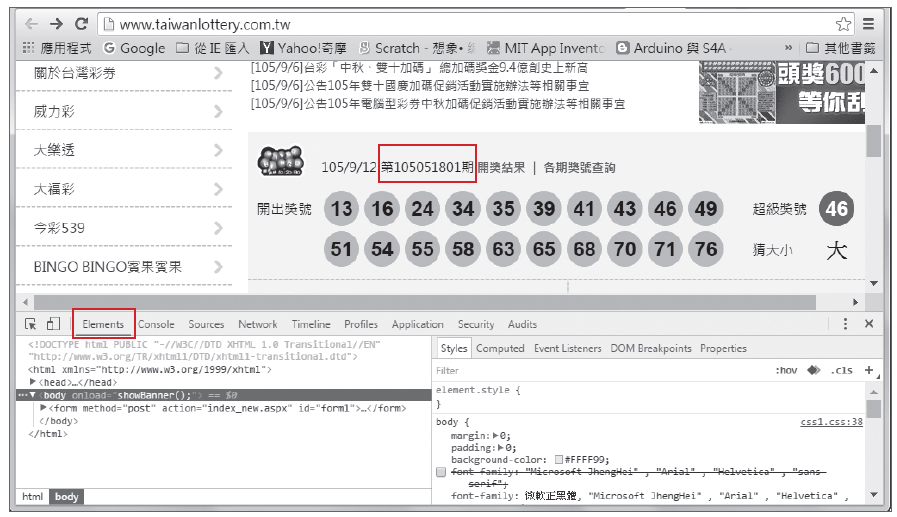 www.taiwanlottery.com.tw
應用程式 Google 從 IE 匯入 Yahoo!奇摩 Scratch - 想象• MIT App Invento Arduino 與 S4A » 其他書籤
關於台灣彩券
威力彩
大樂透
大福彩
今彩539
BINGO BINGO賓果賓果
[105/9/6]台彩「中秋．雙十加碼」 總加碼獎金9.4億創史上新高
[105/9/6]公告105年雙十國慶加碼促銷活動實施辦法等相關事宜
[105/9/6]公告105年電腦型彩券中秋加碼促銷活動實施辦法等相關事宜
頭獎600
等你刮
105/9/12 第105051801期 開獎結果 | 各期獎號查詢
開出獎號 13 16 24 34 35 39 41 43 46 49 超級獎號 46
51 54 55 58 63 65 68 70 71 76 猜大小 大
Elements Console Sources Network Timeline Profiles Application Security Audits
<!DOCTYPE html PUBLIC "-//W3C//DTD XHTML 1.0 Transitional//EN"
"http://www.w3.org/TR/xhtml1/DTD/xhtml1-transitional.dtd">
<html xmlns="http://www.w3.org/1999/xhtml">
▶<head>…</head>
…▼<body onload="showBanner();"> == $0
▶<form method="post" action="index_new.aspx" id="form1">…</form>
</body>
</html>
html body
Styles Computed Event Listeners DOM Breakpoints Properties
Filter :hov .cls +
element.style {
}
body { css1.css:38
margin:▶0;
padding:▶0;
background-color: #FFFF99;
font-family: "Microsoft JhengHei" , "Arial" , "Helvetica" , "sans-
serif";
font-family: 微軟正黑體, "Microsoft JhengHei" , "Arial" , "Helvetica" ,